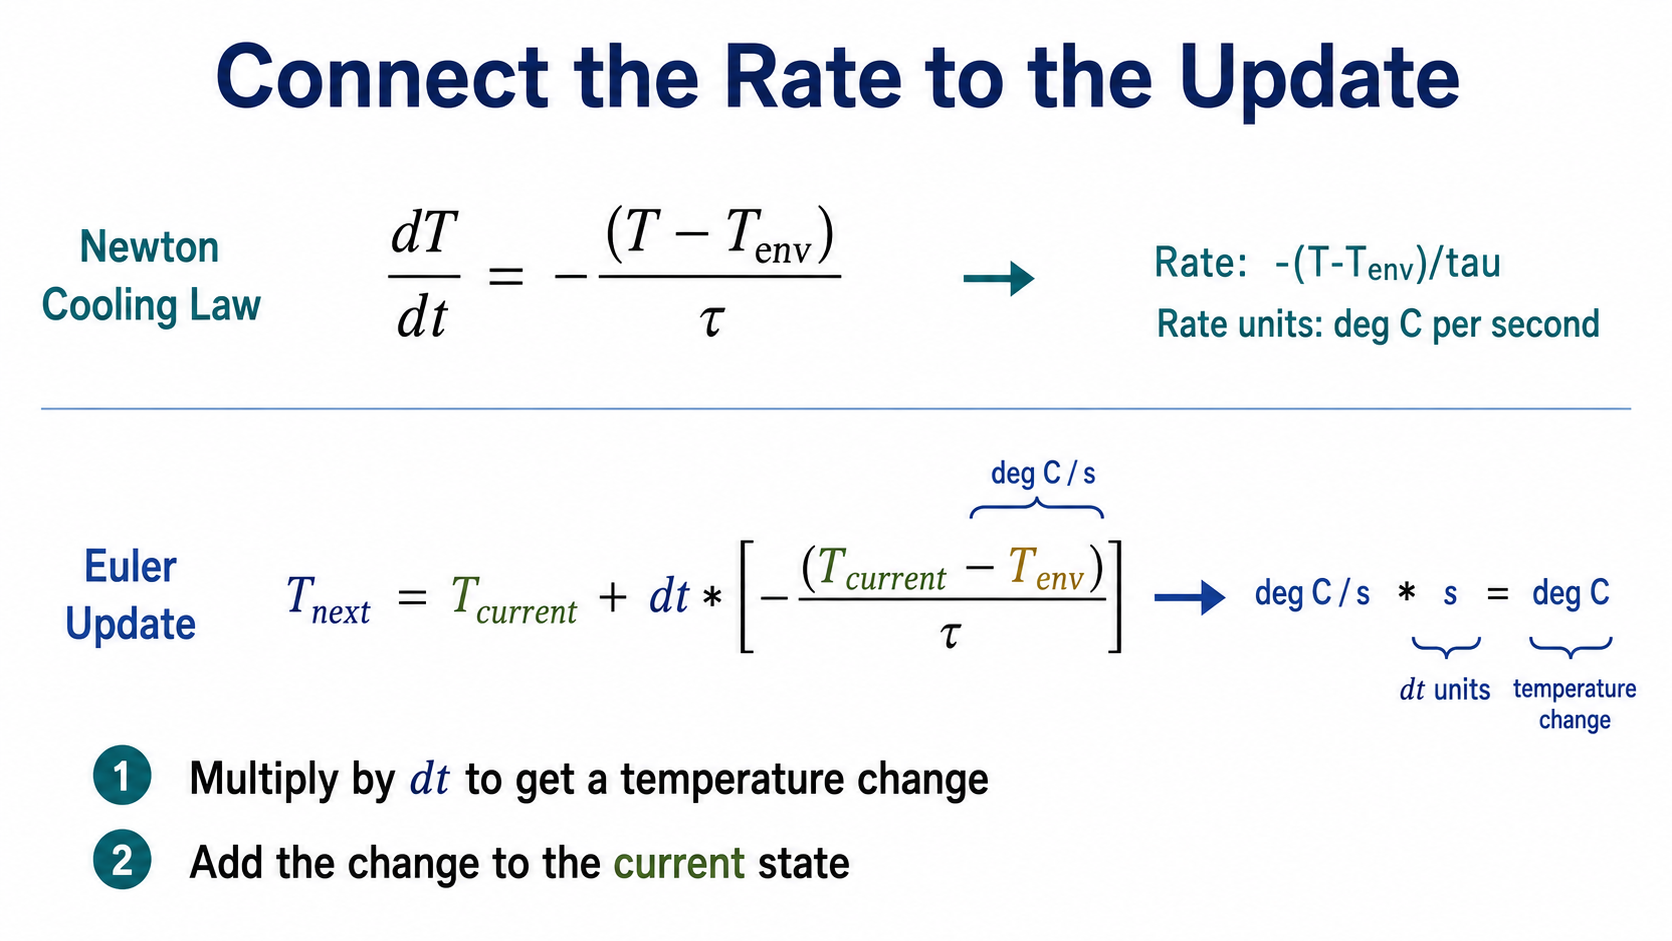 Connect the Rate to the Update
Newton
Cooling Law
dT/dt = −(T − T_env)/τ
→
Rate: -(T-T_env)/tau
Rate units: deg C per second
deg C / s
Euler
Update
T_next = T_current + dt * [−(T_current − T_env)/τ]
→
deg C / s * s = deg C
dt units
temperature
change
1 Multiply by dt to get a temperature change
2 Add the change to the current state